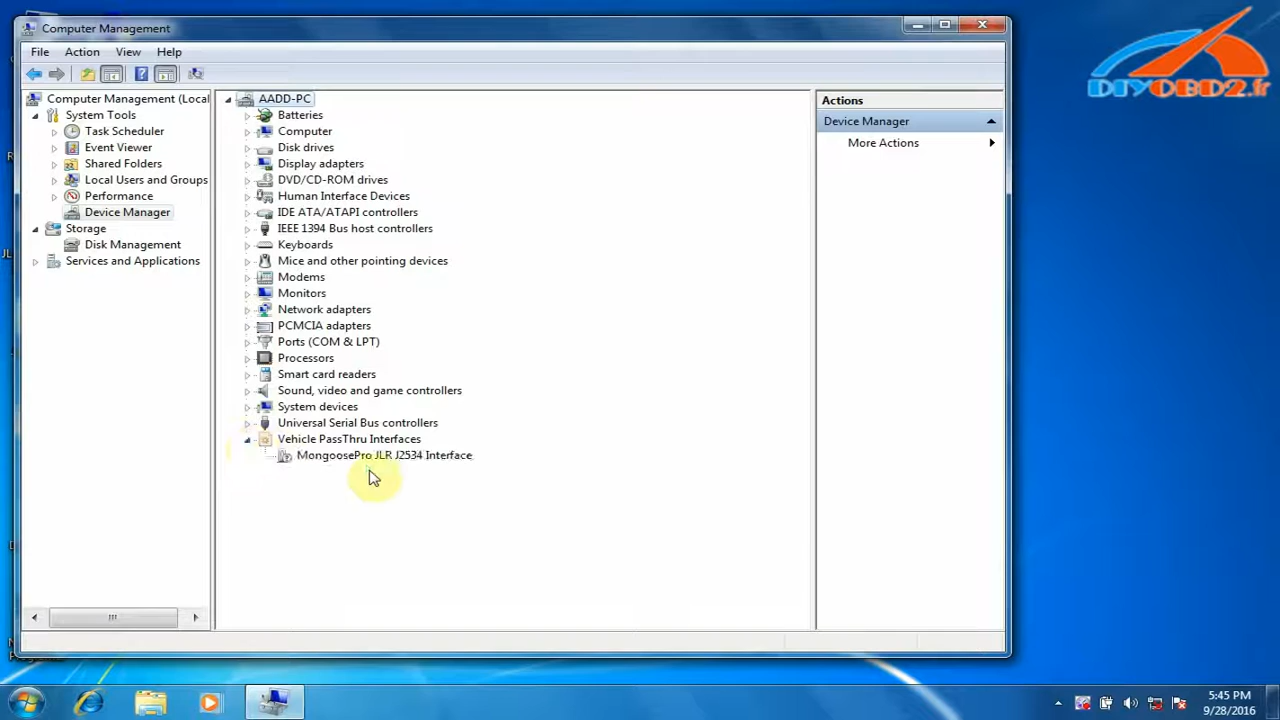 Computer Management
DIYOBD2.fr
File Action View Help
Computer Management (Local
System Tools
Task Scheduler
Event Viewer
Shared Folders
Local Users and Groups
Performance
Device Manager
Storage
Disk Management
Services and Applications
AADD-PC
Batteries
Computer
Disk drives
Display adapters
DVD/CD-ROM drives
Human Interface Devices
IDE ATA/ATAPI controllers
IEEE 1394 Bus host controllers
Keyboards
Mice and other pointing devices
Modems
Monitors
Network adapters
PCMCIA adapters
Ports (COM & LPT)
Processors
Smart card readers
Sound, video and game controllers
System devices
Universal Serial Bus controllers
Vehicle PassThru Interfaces
MongoosePro JLR J2534 Interface
Actions
Device Manager
More Actions
JL
5:45 PM
9/28/2016